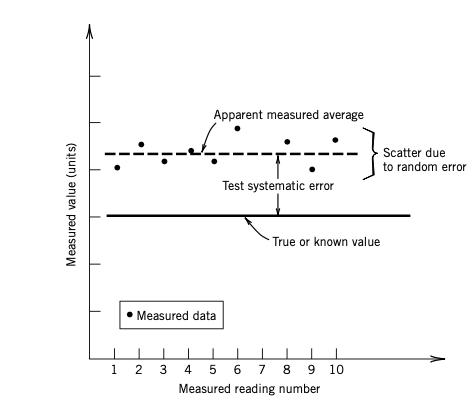 Apparent measured average
Scatter due
to random error
Test systematic error
Measured value (units)
True or known value
Measured data
1 2 3 4 5 6 7 8 9 10
Measured reading number